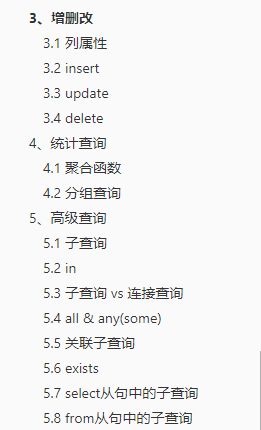 3、增删改
3.1 列属性
3.2 insert
3.3 update
3.4 delete
4、统计查询
4.1 聚合函数
4.2 分组查询
5、高级查询
5.1 子查询
5.2 in
5.3 子查询 vs 连接查询
5.4 all & any(some)
5.5 关联子查询
5.6 exists
5.7 select从句中的子查询
5.8 from从句中的子查询